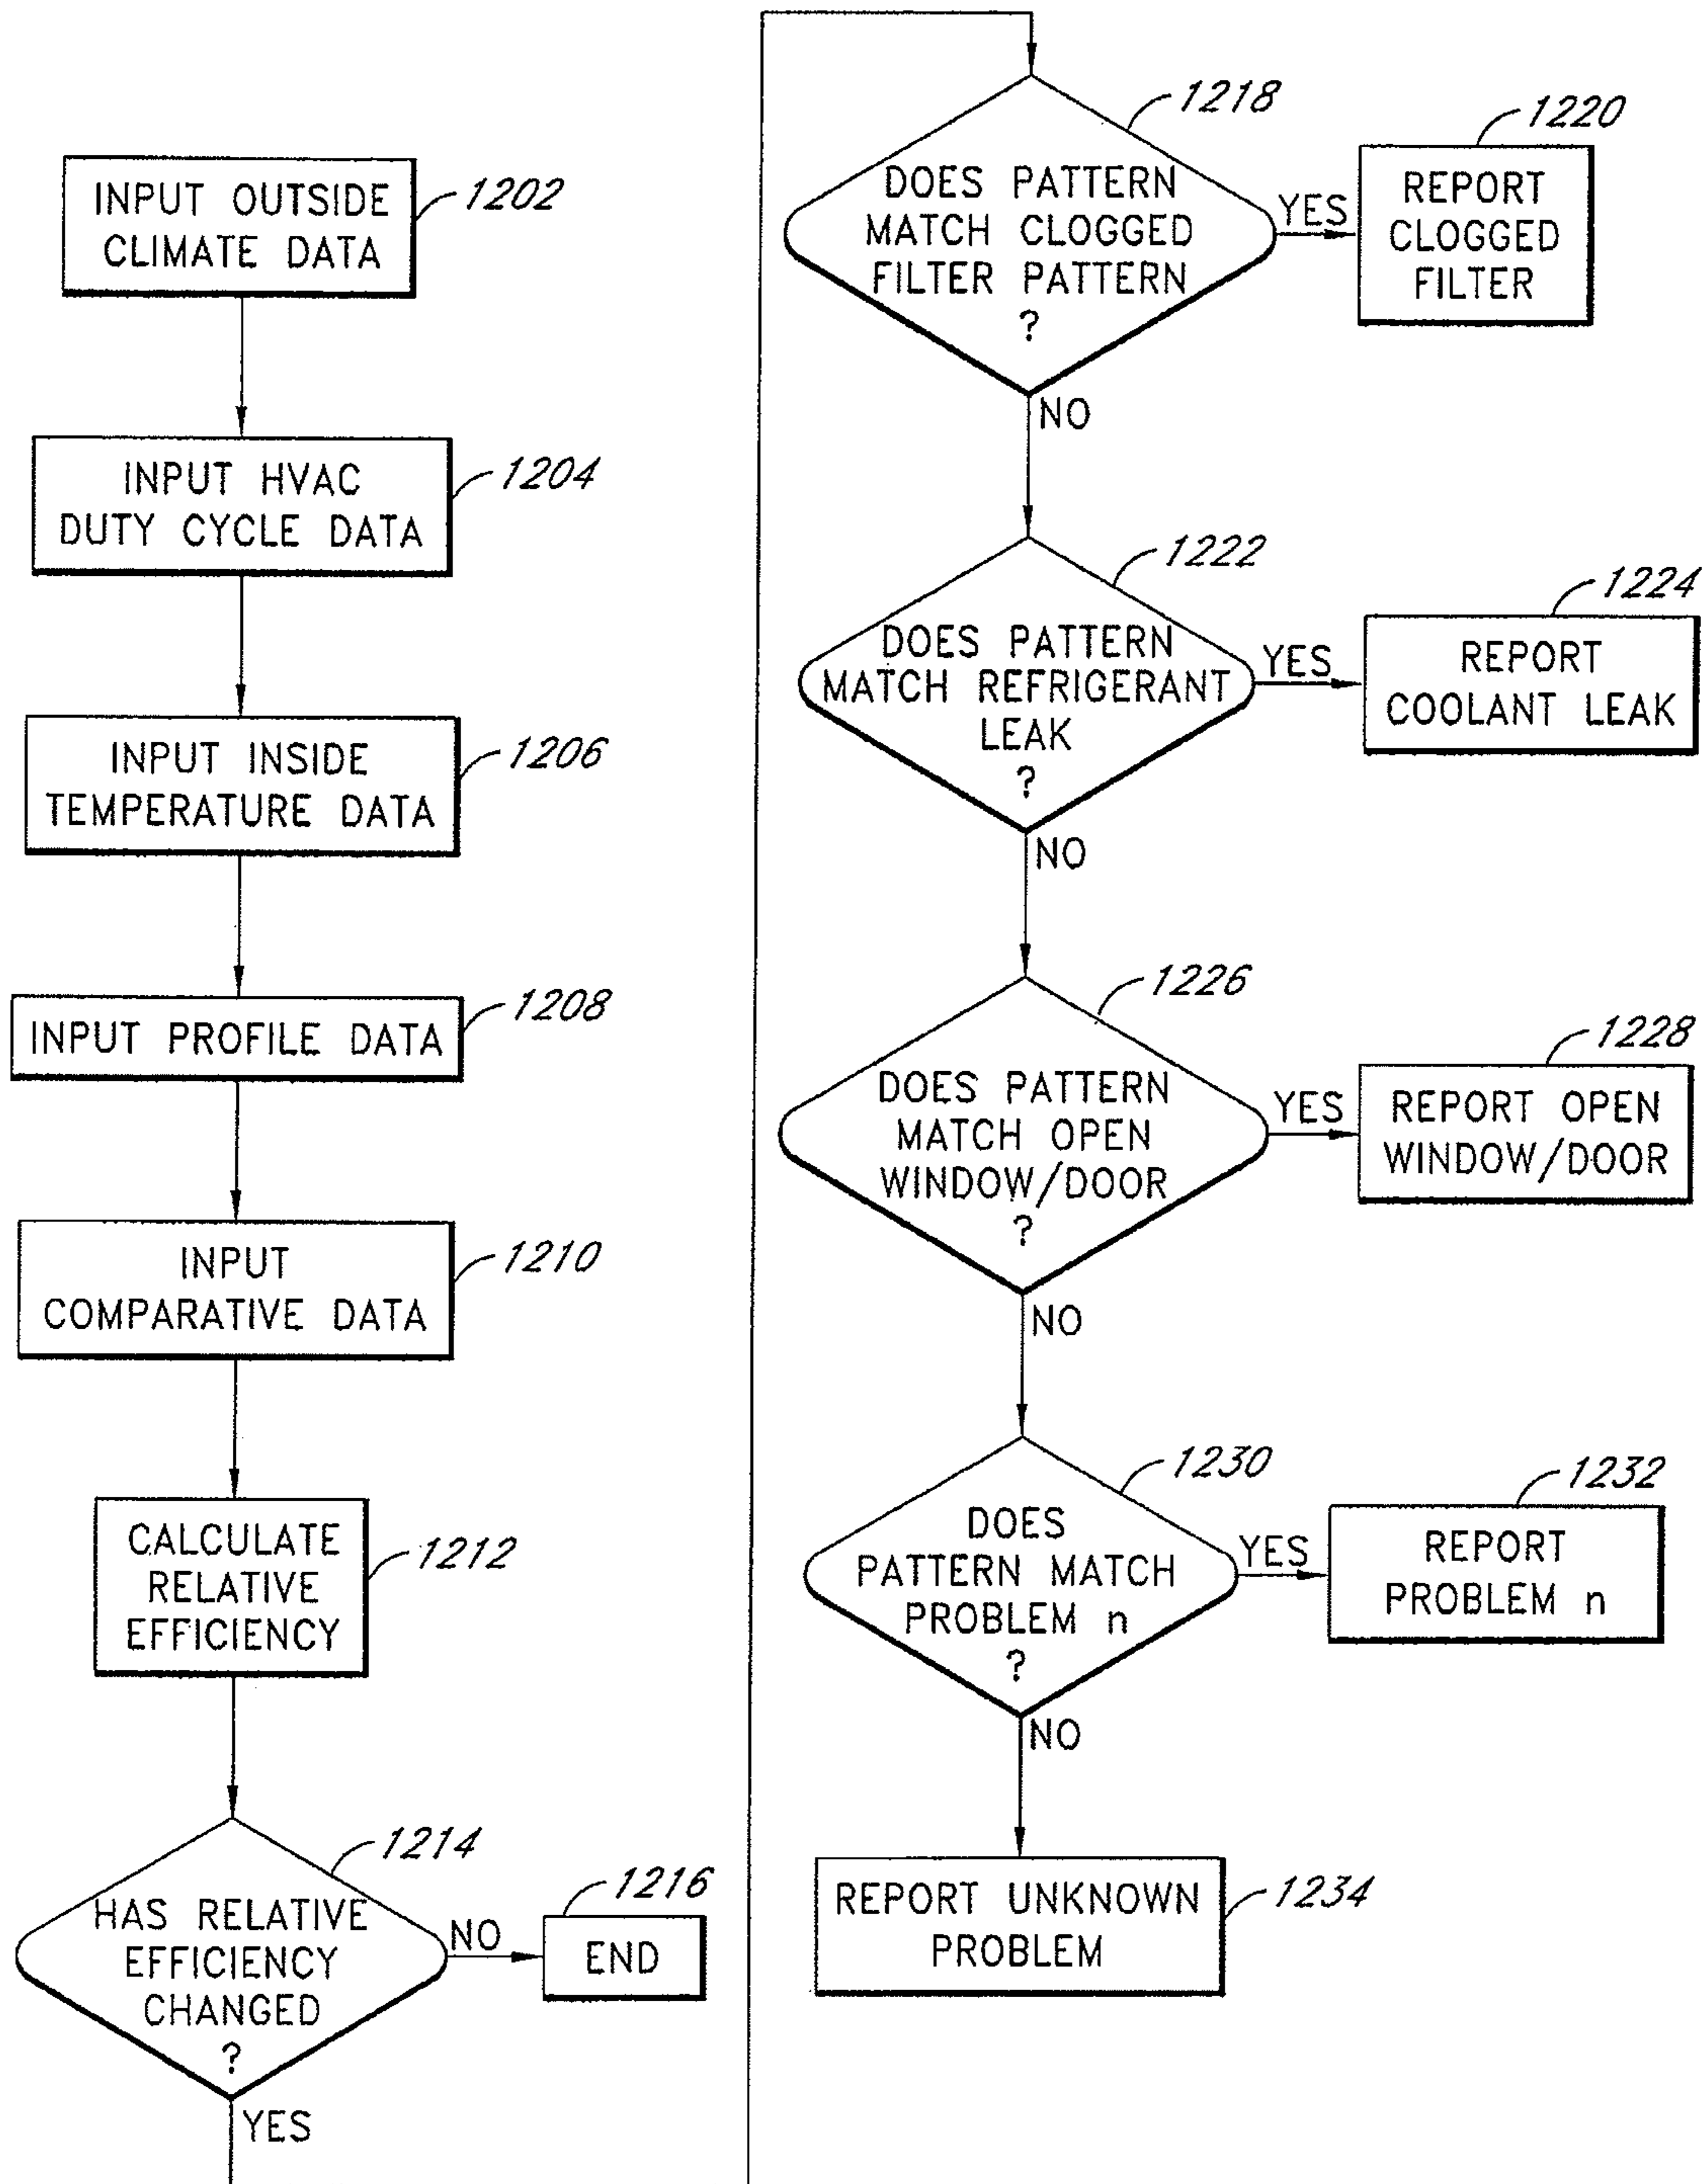 INPUT OUTSIDE
CLIMATE DATA
1202
INPUT HVAC
DUTY CYCLE DATA
1204
INPUT INSIDE
TEMPERATURE DATA
1206
INPUT PROFILE DATA
1208
INPUT
COMPARATIVE DATA
1210
CALCULATE
RELATIVE
EFFICIENCY
1212
HAS RELATIVE
EFFICIENCY
CHANGED
?
1214
NO
END
1216
YES
DOES PATTERN
MATCH CLOGGED
FILTER PATTERN
?
1218
YES
REPORT
CLOGGED
FILTER
1220
NO
DOES PATTERN
MATCH REFRIGERANT
LEAK
?
1222
YES
REPORT
COOLANT LEAK
1224
NO
DOES PATTERN
MATCH OPEN
WINDOW/DOOR
?
1226
YES
REPORT OPEN
WINDOW/DOOR
1228
NO
DOES
PATTERN MATCH
PROBLEM n
?
1230
YES
REPORT
PROBLEM n
1232
NO
REPORT UNKNOWN
PROBLEM
1234